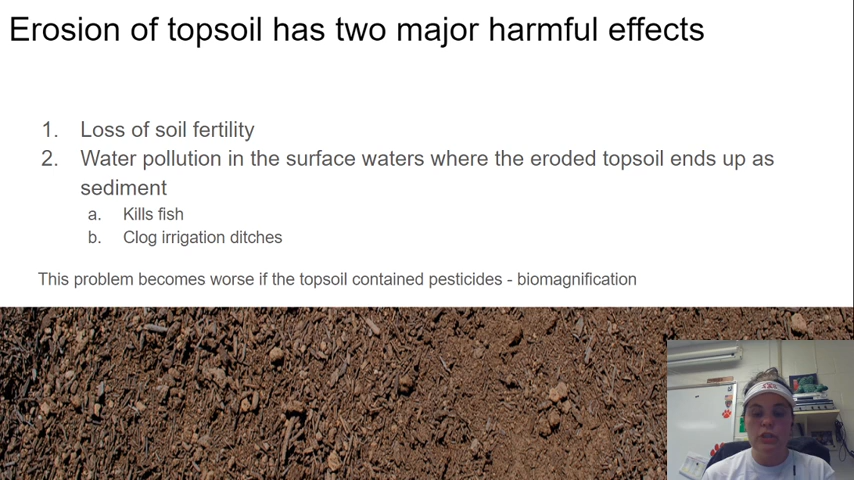 Erosion of topsoil has two major harmful effects
1. Loss of soil fertility
2. Water pollution in the surface waters where the eroded topsoil ends up as
sediment
a. Kills fish
b. Clog irrigation ditches
This problem becomes worse if the topsoil contained pesticides - biomagnification